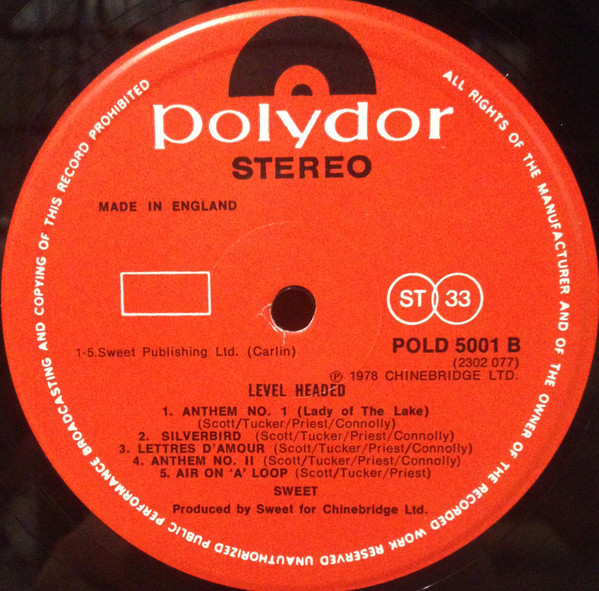 polydor
STEREO
MADE IN ENGLAND
ST 33
POLD 5001 B
(2302 077)
1-5.Sweet Publishing Ltd. (Carlin)
℗ 1978 CHINEBRIDGE LTD.
LEVEL HEADED
1. ANTHEM NO. 1 (Lady of The Lake)
(Scott/Tucker/Priest/Connolly)
2. SILVERBIRD (Scott/Tucker/Priest/Connolly)
3. LETTRES D'AMOUR (Scott/Tucker/Priest/Connolly)
4. ANTHEM NO. II (Scott/Tucker/Priest/Connolly)
5. AIR ON 'A' LOOP (Scott/Tucker/Priest)
SWEET
Produced by Sweet for Chinebridge Ltd.
ALL RIGHTS OF THE MANUFACTURER AND OF THE OWNER OF THE RECORDED WORK RESERVED UNAUTHORIZED PUBLIC PERFORMANCE BROADCASTING AND COPYING OF THIS RECORD PROHIBITED